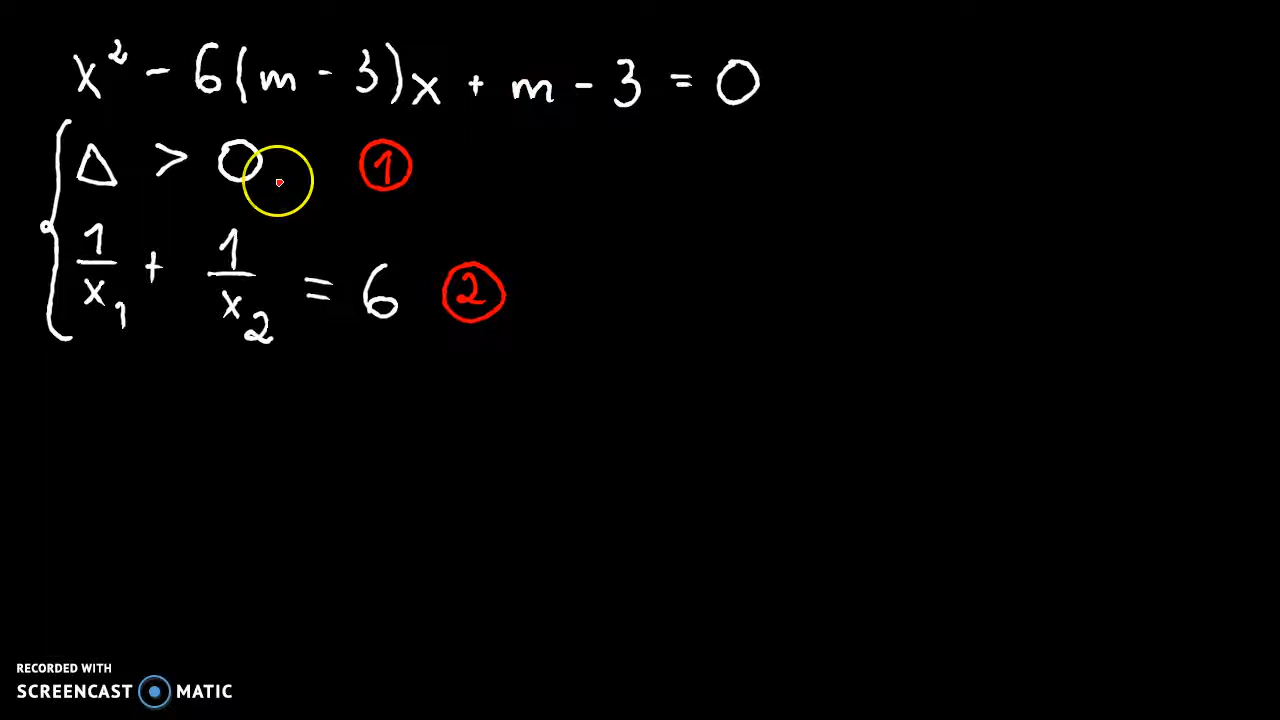 x² - 6(m - 3)x + m - 3 = 0
Δ > 0 ①
1/x₁ + 1/x₂ = 6 ②
RECORDED WITH
SCREENCAST MATIC